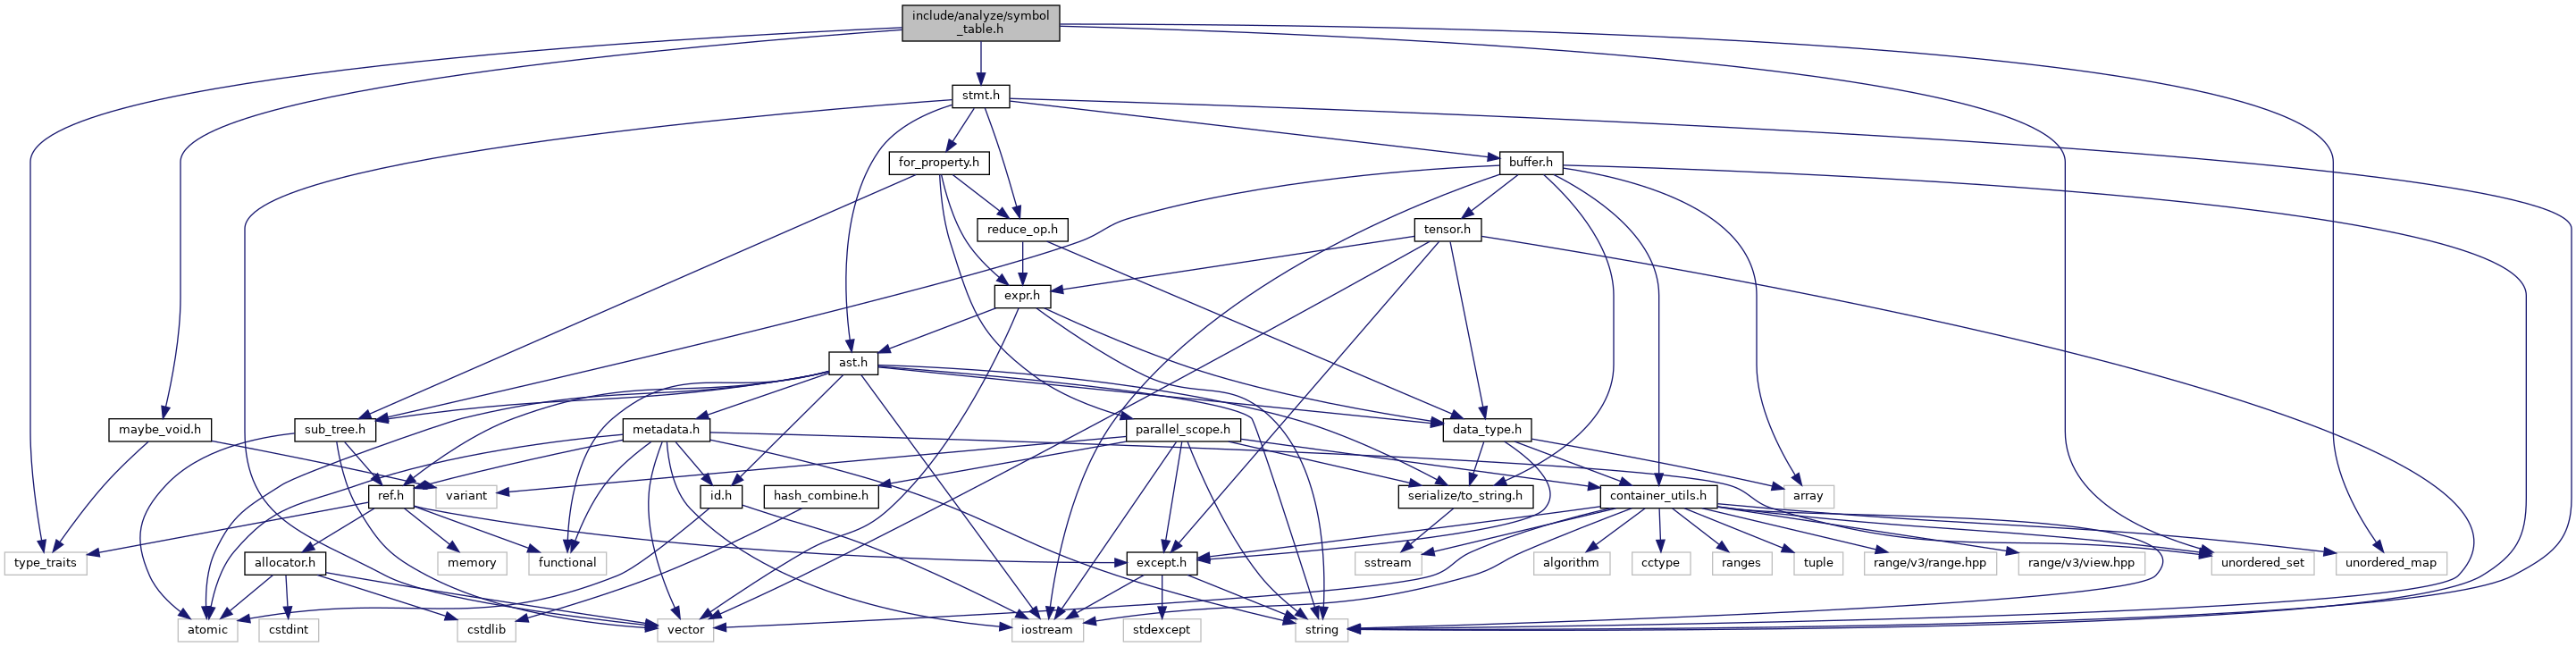 include/analyze/symbol
_table.h
stmt.h
for_property.h
buffer.h
reduce_op.h
tensor.h
expr.h
ast.h
maybe_void.h
sub_tree.h
metadata.h
parallel_scope.h
data_type.h
ref.h
variant
id.h
hash_combine.h
serialize/to_string.h
container_utils.h
array
type_traits
allocator.h
memory
functional
except.h
sstream
algorithm
cctype
ranges
tuple
range/v3/range.hpp
range/v3/view.hpp
unordered_set
unordered_map
atomic
cstdint
cstdlib
vector
iostream
stdexcept
string